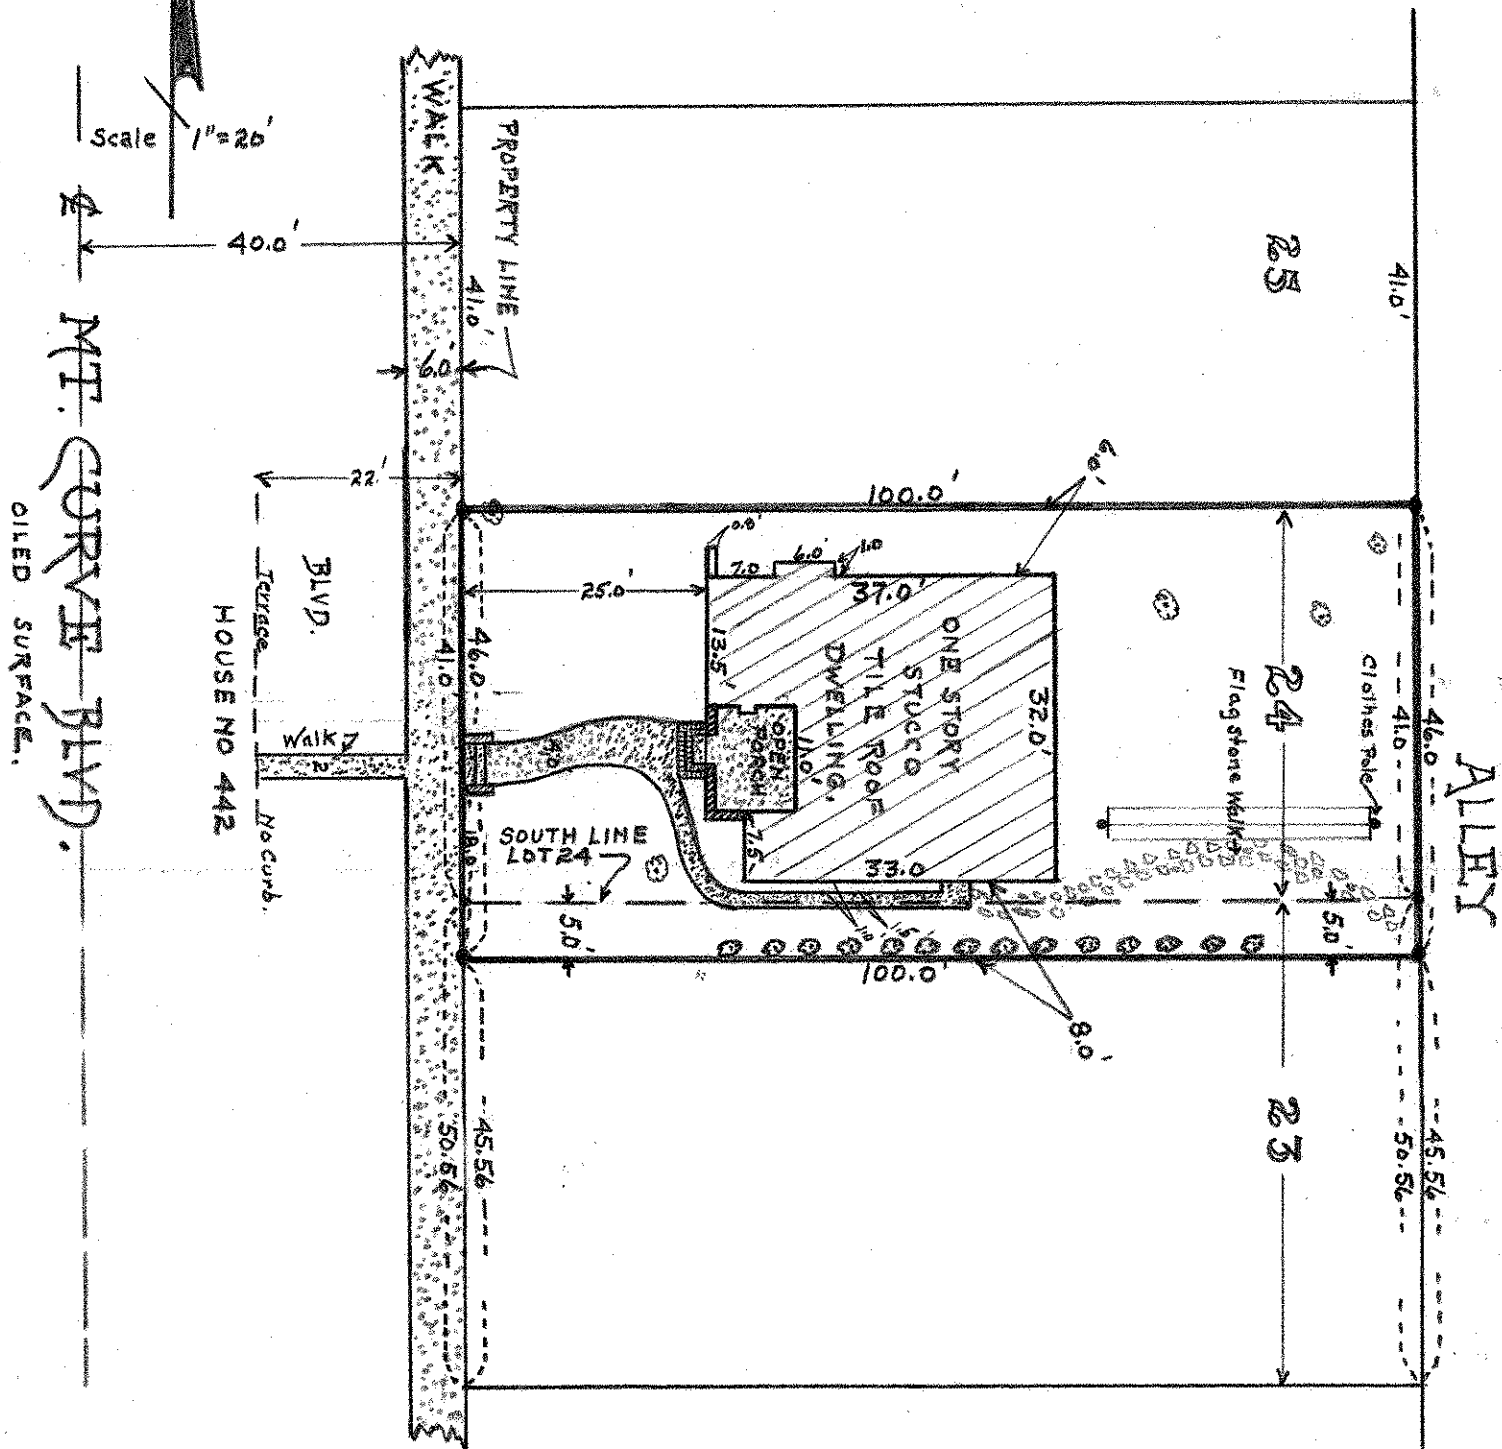 Scale 1"=20'
40.0'
WALK
PROPERTY LINE
41.0'
6.0'
25
41.0'
ALLEY
MT. CURVE BLVD.
OILED SURFACE.
22'
BLVD.
Terrace
HOUSE NO 442
Walk
2
No Curb.
100.0'
6.0'
0.8'
7.0
6.0'
1.0
37.0'
25.0'
46.0
41.0
13.5'
ONE STORY
STUCCO
TILE ROOF
DWELLING.
32.0'
11.0'
OPEN
PORCH
7.5
33.0
18.0
SOUTH LINE
LOT 24
5.0'
24
Flagstone Walk
Clothes Pole
41.0
46.0
5.0'
100.0'
8.0'
23
45.56
50.56
50.56
45.56